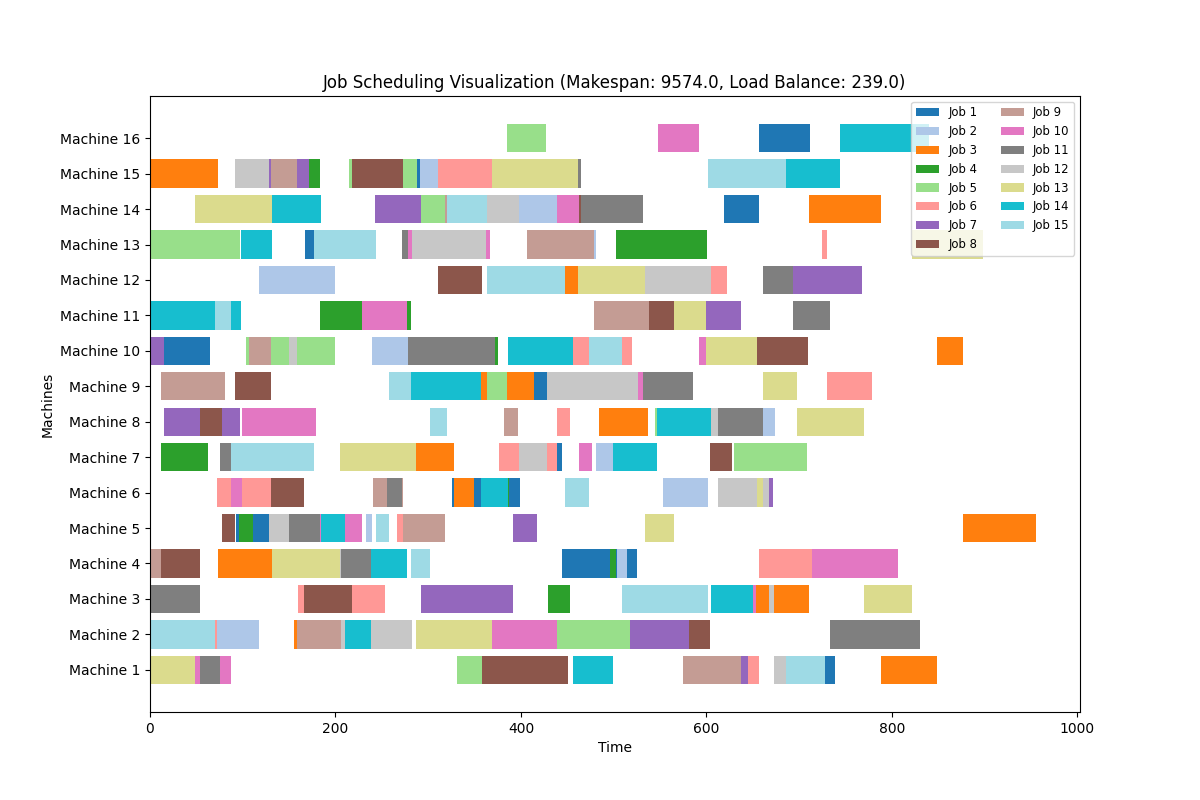 Job Scheduling Visualization (Makespan: 9574.0, Load Balance: 239.0)
Machine 16
Machine 15
Machine 14
Machine 13
Machine 12
Machine 11
Machine 10
Machine 9
Machine 8
Machine 7
Machine 6
Machine 5
Machine 4
Machine 3
Machine 2
Machine 1
Machines
Job 1
Job 2
Job 3
Job 4
Job 5
Job 6
Job 7
Job 8
Job 9
Job 10
Job 11
Job 12
Job 13
Job 14
Job 15
0 200 400 600 800 1000
Time